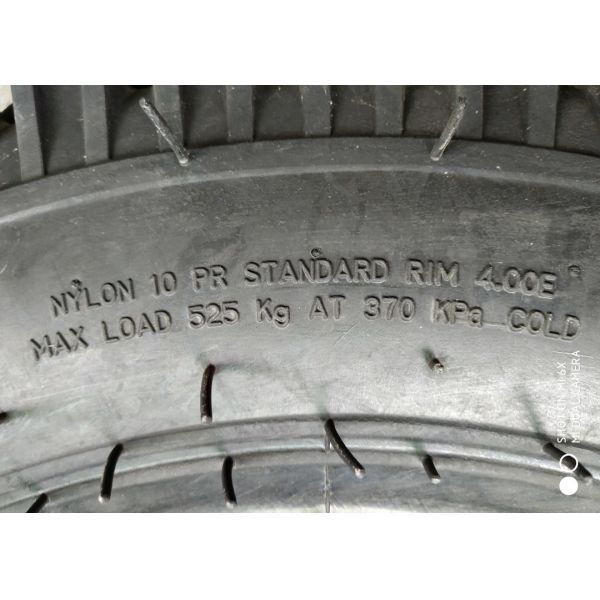 NYLON 10 PR STANDARD RIM 4.00E
MAX LOAD 525 Kg AT 370 KPa COLD